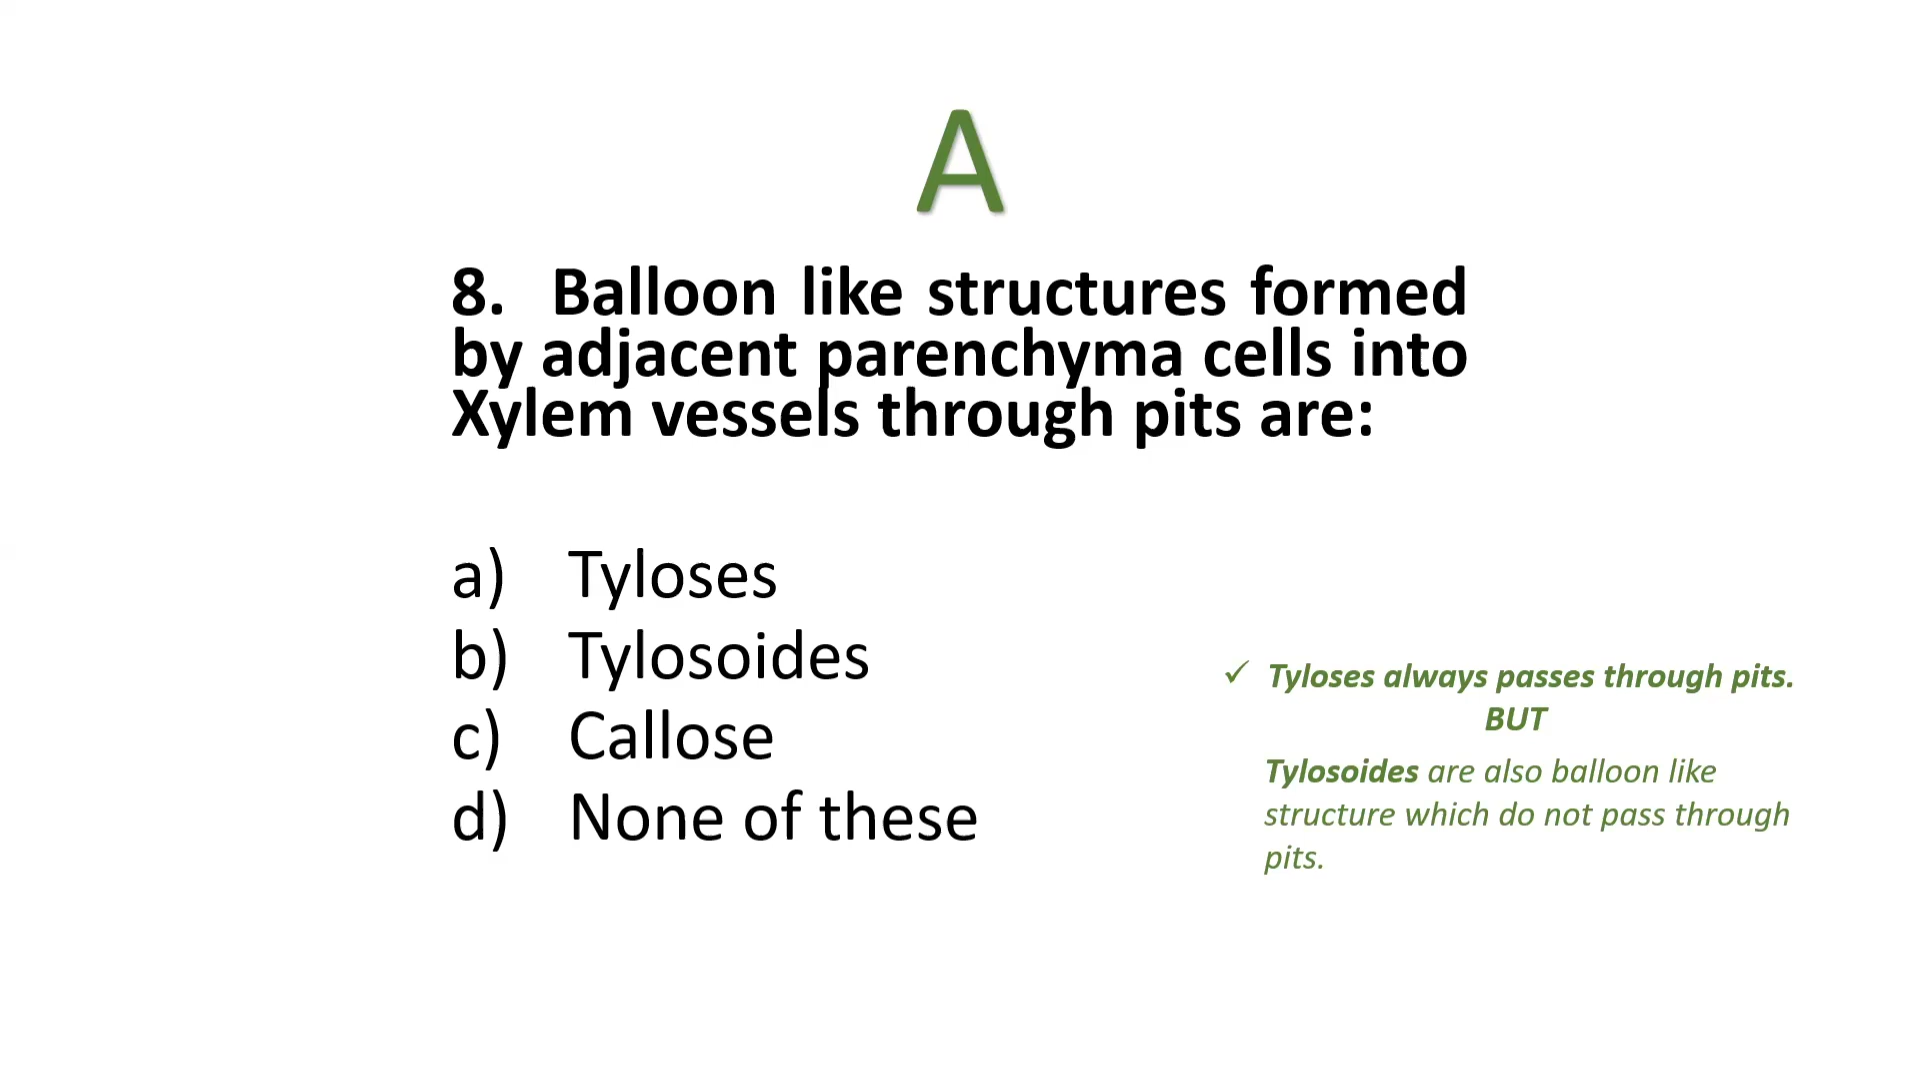 A
8. Balloon like structures formed
by adjacent parenchyma cells into
Xylem vessels through pits are:
a) Tyloses
b) Tylosoides
c) Callose
d) None of these
✓ Tyloses always passes through pits.
BUT
Tylosoides are also balloon like
structure which do not pass through
pits.